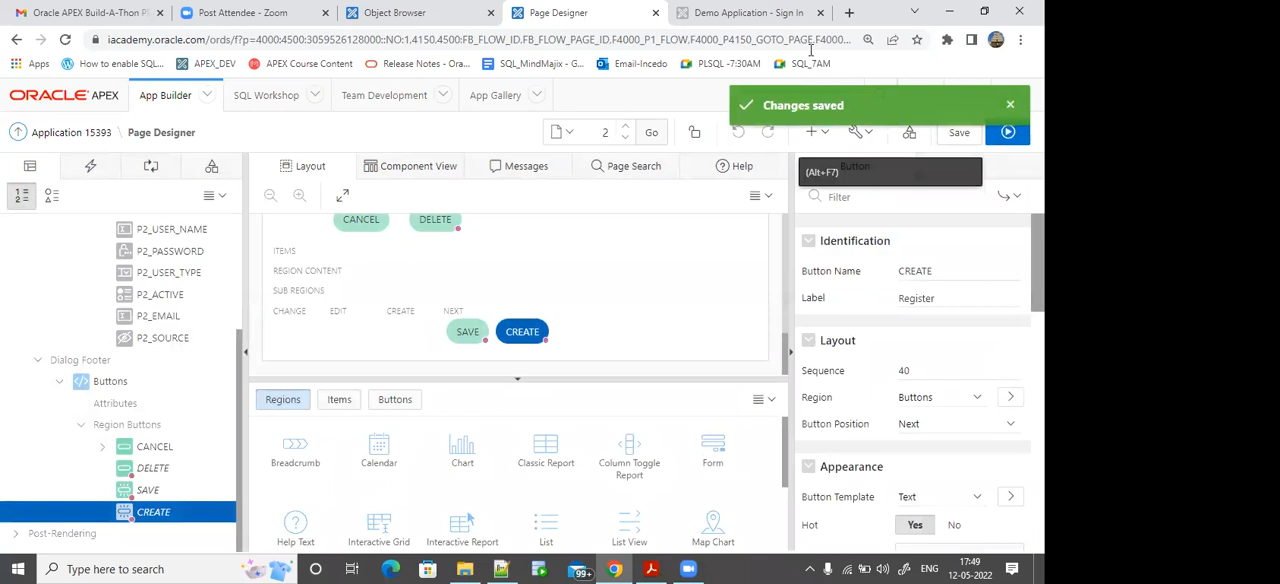 Oracle APEX Build-A-Thon P
Post Attendee - Zoom
Object Browser
Page Designer
Demo Application - Sign In
iacademy.oracle.com/ords/f?p=4000:4500:3059526128000::NO:1,4150,4500:FB_FLOW_ID,FB_FLOW_PAGE_ID,F4000_P1_FLOW,F4000_P4150_GOTO_PAGE,F4000...
Apps
How to enable SQL...
APEX_DEV
APEX Course Content
Release Notes - Ora...
SQL_MindMajix - G...
Email-Incedo
PLSQL -7:30AM
SQL_7AM
ORACLE APEX
App Builder
SQL Workshop
Team Development
App Gallery
Changes saved
Application 15393
Page Designer
2
Go
Save
(Alt+F7)
Button
Layout
Component View
Messages
Page Search
Help
Filter
P2_USER_NAME
P2_PASSWORD
P2_USER_TYPE
P2_ACTIVE
P2_EMAIL
P2_SOURCE
Dialog Footer
Buttons
Attributes
Region Buttons
CANCEL
DELETE
SAVE
CREATE
Post-Rendering
CANCEL
DELETE
ITEMS
REGION CONTENT
SUB REGIONS
CHANGE
EDIT
CREATE
NEXT
SAVE
CREATE
Regions
Items
Buttons
Breadcrumb
Calendar
Chart
Classic Report
Column Toggle
Report
Form
Help Text
Interactive Grid
Interactive Report
List
List View
Map Chart
Identification
Button Name
CREATE
Label
Register
Layout
Sequence
40
Region
Buttons
Button Position
Next
Appearance
Button Template
Text
Hot
Yes
No
Type here to search
99+
ENG
17:49
12-05-2022